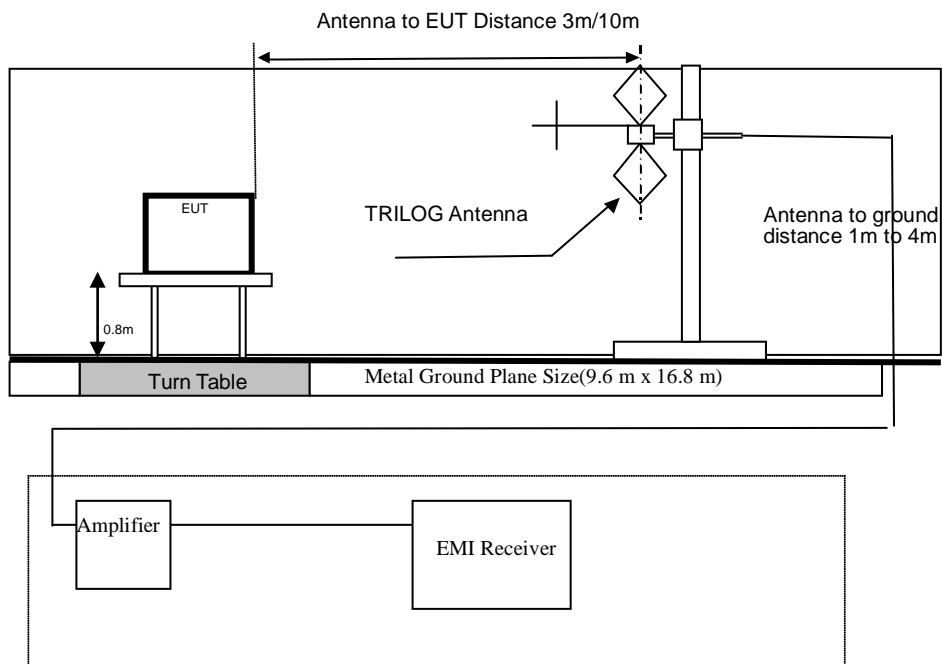 Antenna to EUT Distance 3m/10m
EUT
TRILOG Antenna
Antenna to ground
distance 1m to 4m
0.8m
Turn Table
Metal Ground Plane Size(9.6 m x 16.8 m)
Amplifier
EMI Receiver